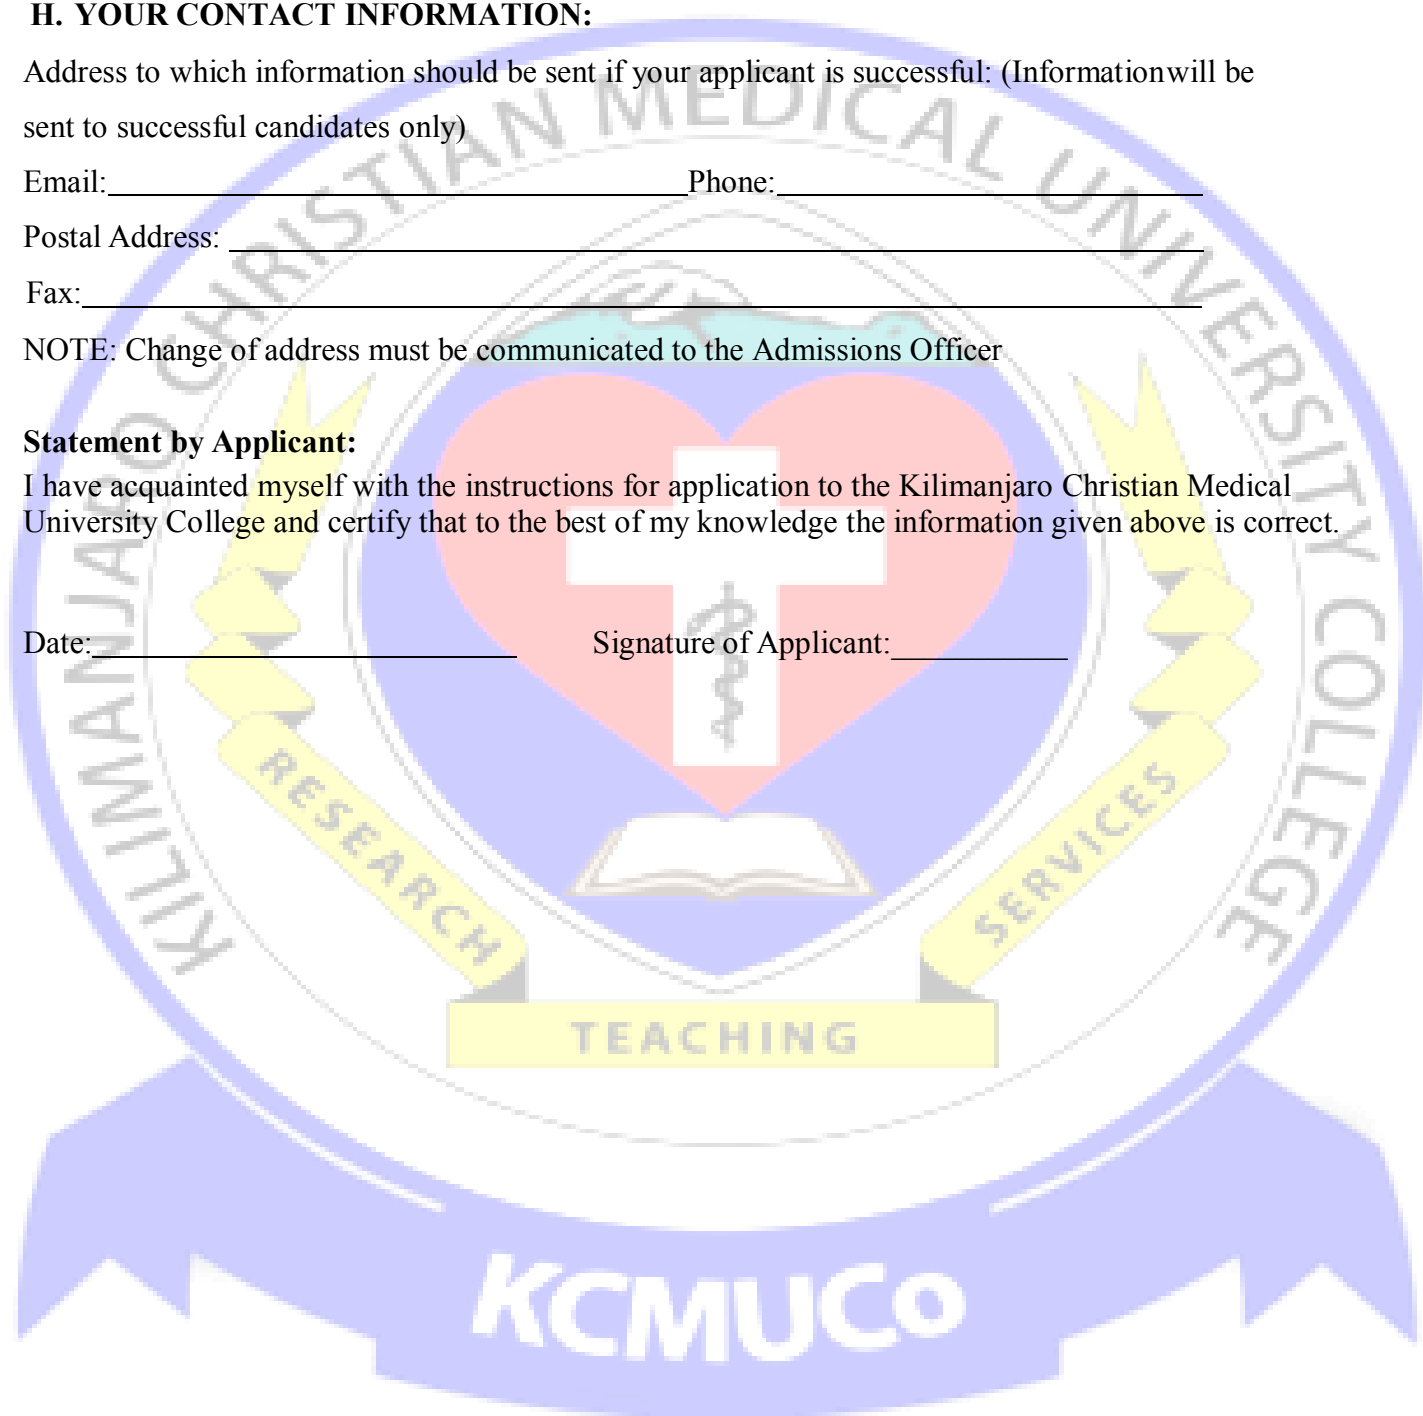 H. YOUR CONTACT INFORMATION:
Address to which information should be sent if your applicant is successful: (Informationwill be
sent to successful candidates only)
Email: Phone:
Postal Address:
Fax:
NOTE: Change of address must be communicated to the Admissions Officer
Statement by Applicant:
I have acquainted myself with the instructions for application to the Kilimanjaro Christian Medical
University College and certify that to the best of my knowledge the information given above is correct.
Date: Signature of Applicant:
KILIMANJARO CHRISTIAN MEDICAL UNIVERSITY COLLEGE
RESEARCH
TEACHING
SERVICES
KCMUCo